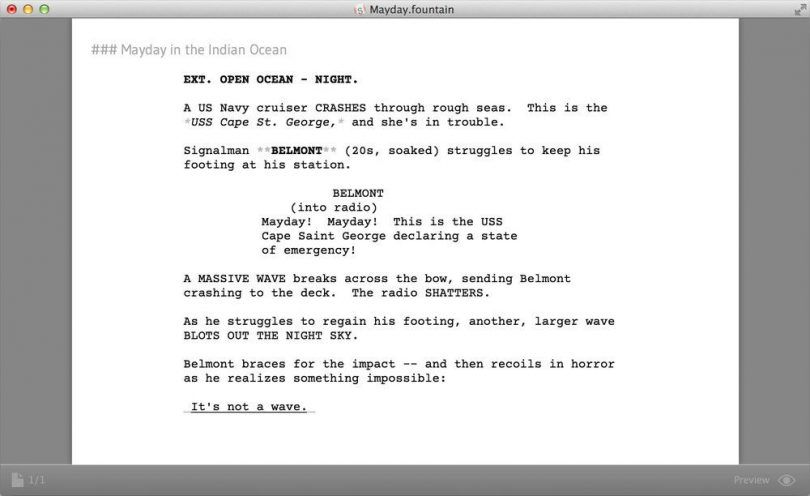 Mayday.fountain
### Mayday in the Indian Ocean
EXT. OPEN OCEAN - NIGHT.
A US Navy cruiser CRASHES through rough seas.  This is the
*USS Cape St. George,* and she's in trouble.
Signalman **BELMONT** (20s, soaked) struggles to keep his
footing at his station.
BELMONT
(into radio)
Mayday!  Mayday!  This is the USS
Cape Saint George declaring a state
of emergency!
A MASSIVE WAVE breaks across the bow, sending Belmont
crashing to the deck.  The radio SHATTERS.
As he struggles to regain his footing, another, larger wave
BLOTS OUT THE NIGHT SKY.
Belmont braces for the impact -- and then recoils in horror
as he realizes something impossible:
_It's not a wave._
1/1
Preview